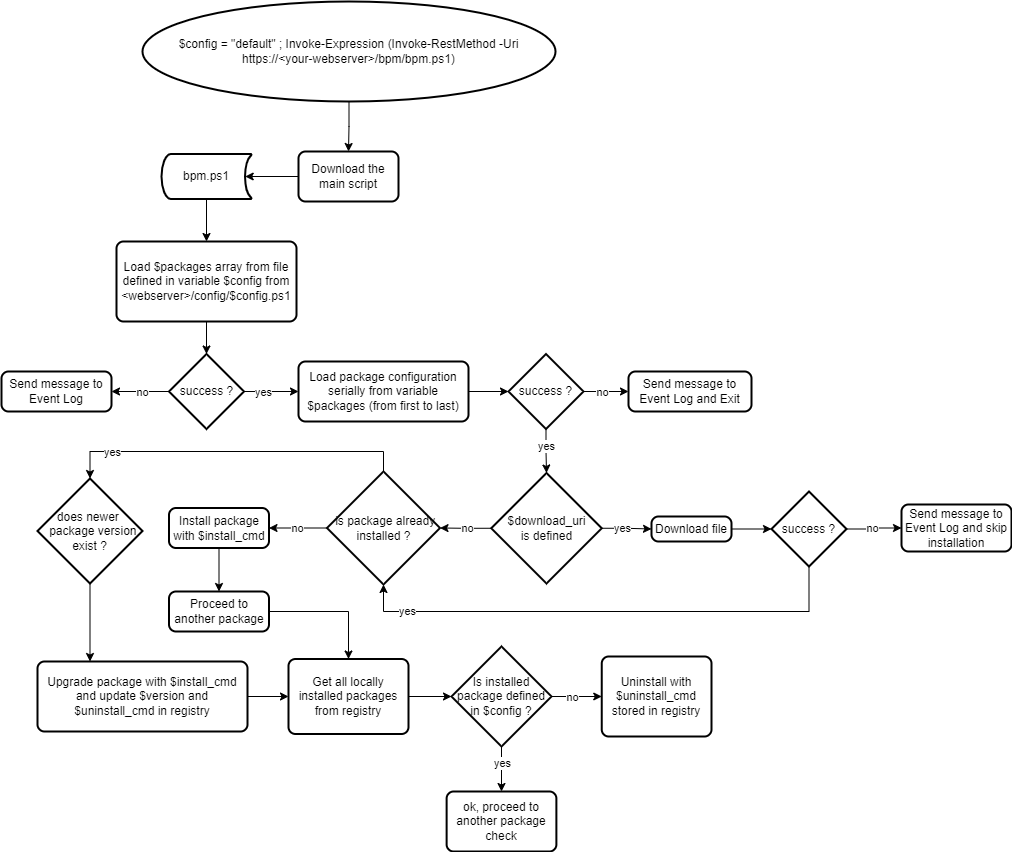 $config = "default" ; Invoke-Expression (Invoke-RestMethod -Uri
https://<your-webserver>/bpm/bpm.ps1)
Download the
main script
bpm.ps1
Load $packages array from file
defined in variable $config from
<webserver>/config/$config.ps1
Send message to
Event Log
no
success ?
yes
Load package configuration
serially from variable
$packages (from first to last)
success ?
no
Send message to
Event Log and Exit
yes
yes
does newer
package version
exist ?
Install package
with $install_cmd
no
is package already
installed ?
no
$download_uri
is defined
yes
Download file
success ?
no
Send message to
Event Log and skip
installation
yes
Proceed to
another package
Upgrade package with $install_cmd
and update $version and
$uninstall_cmd in registry
Get all locally
installed packages
from registry
Is installed
package defined
in $config ?
no
Uninstall with
$uninstall_cmd
stored in registry
yes
ok, proceed to
another package
check